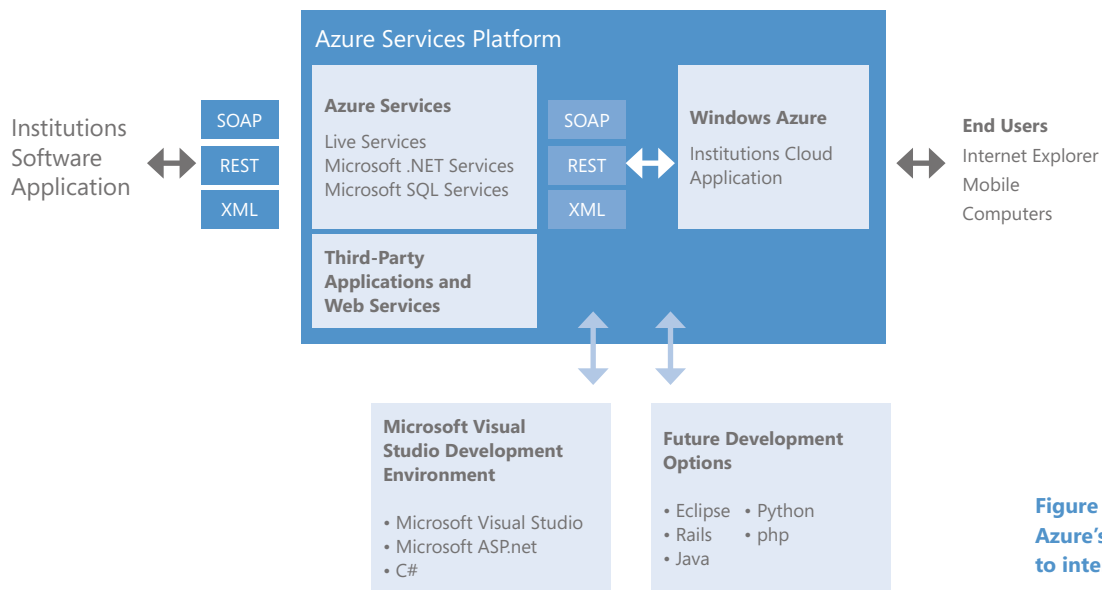 Azure Services Platform
Institutions
Software
Application
SOAP
REST
XML
Azure Services
Live Services
Microsoft .NET Services
Microsoft SQL Services
Third-Party
Applications and
Web Services
SOAP
REST
XML
Windows Azure
Institutions Cloud
Application
End Users
Internet Explorer
Mobile
Computers
Microsoft Visual
Studio Development
Environment
• Microsoft Visual Studio
• Microsoft ASP.net
• C#
Future Development
Options
• Eclipse • Python
• Rails • php
• Java
Figure
Azure's
to inte